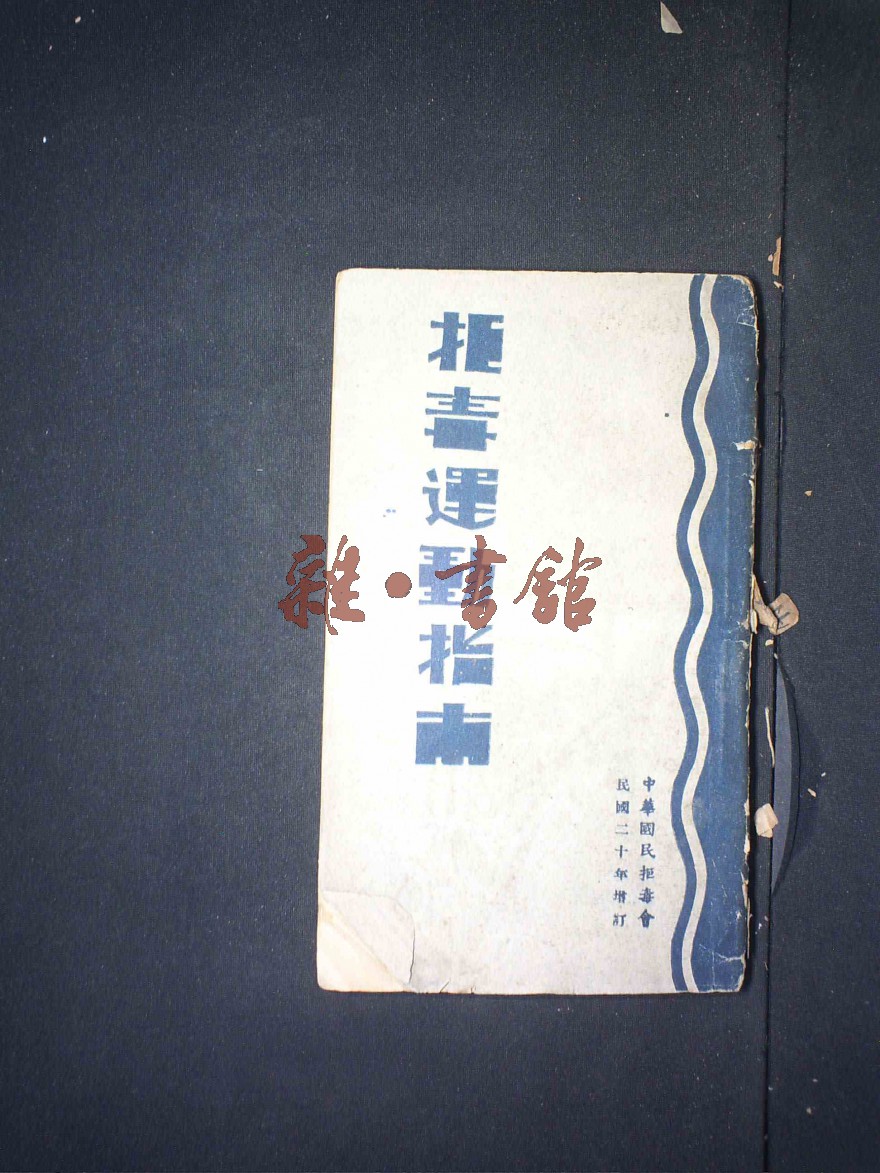 拒毒運動指南
中華國民拒毒會
民國二十年增訂
雜·書館